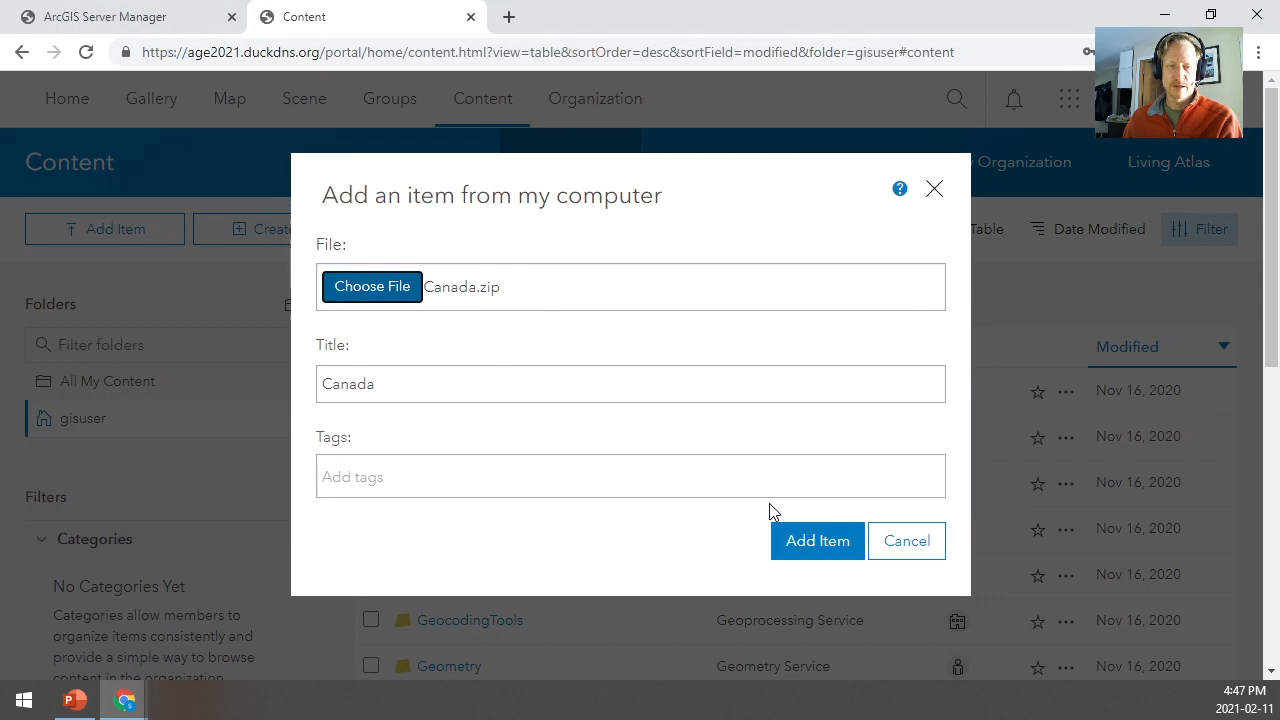 ArcGIS Server Manager
Content
https://age2021.duckdns.org/portal/home/content.html?view=table&sortOrder=desc&sortField=modified&folder=gisuser#content
Home
Gallery
Map
Scene
Groups
Content
Organization
Content
Organization
Living Atlas
Add Item
Create
Table
Date Modified
Filter
Add an item from my computer
File:
Choose File Canada.zip
Title:
Canada
Tags:
Add tags
Add Item
Cancel
Folders
Filter folders
All My Content
gisuser
Filters
Categories
No Categories Yet
Categories allow members to
organize items consistently and
provide a simple way to browse
content in the organization
Modified
Nov 16, 2020
Nov 16, 2020
Nov 16, 2020
Nov 16, 2020
Nov 16, 2020
GeocodingTools
Geoprocessing Service
Nov 16, 2020
Geometry
Geometry Service
Nov 16, 2020
4:47 PM
2021-02-11